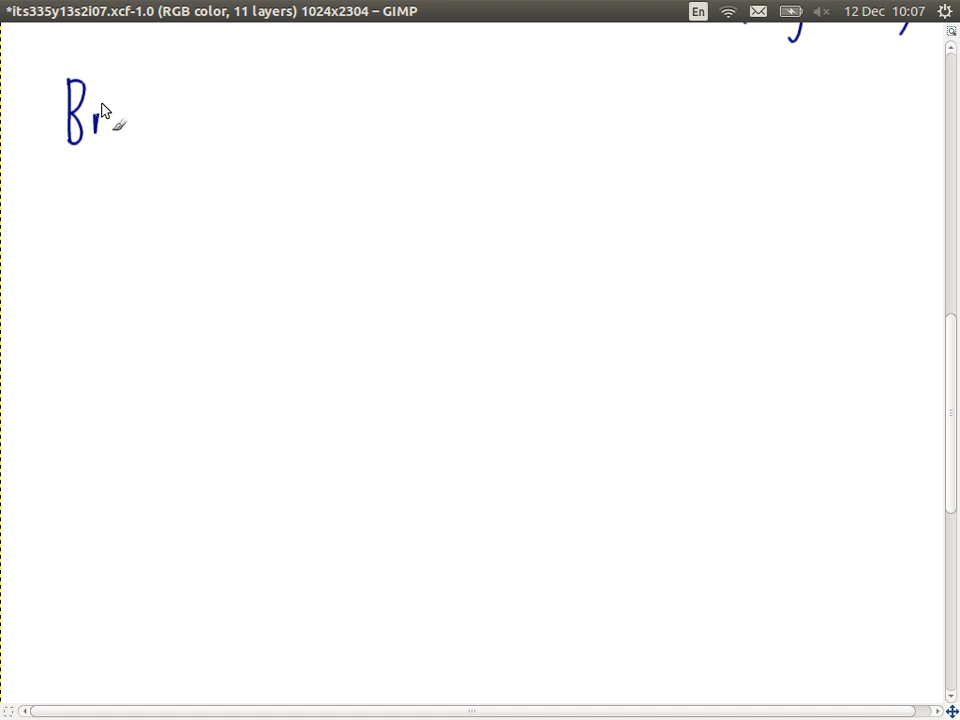 *its335y13s2i07.xcf-1.0 (RGB color, 11 layers) 1024x2304 – GIMP
En
12 Dec 10:07
Br